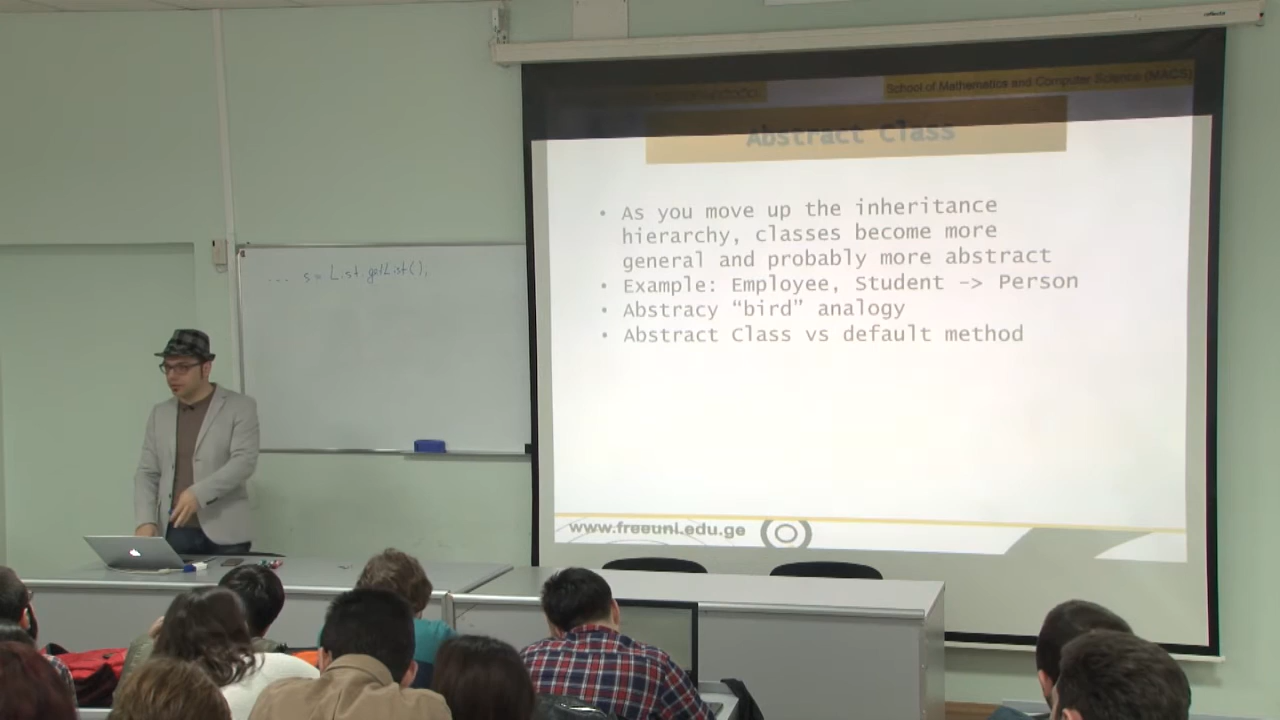 School of Mathematics and Computer Science (MACS)
Abstract Class
• As you move up the inheritance
hierarchy, classes become more
general and probably more abstract
• Example: Employee, Student -> Person
• Abstracy “bird” analogy
• Abstract Class vs default method
www.freeuni.edu.ge
... s = List.getList();